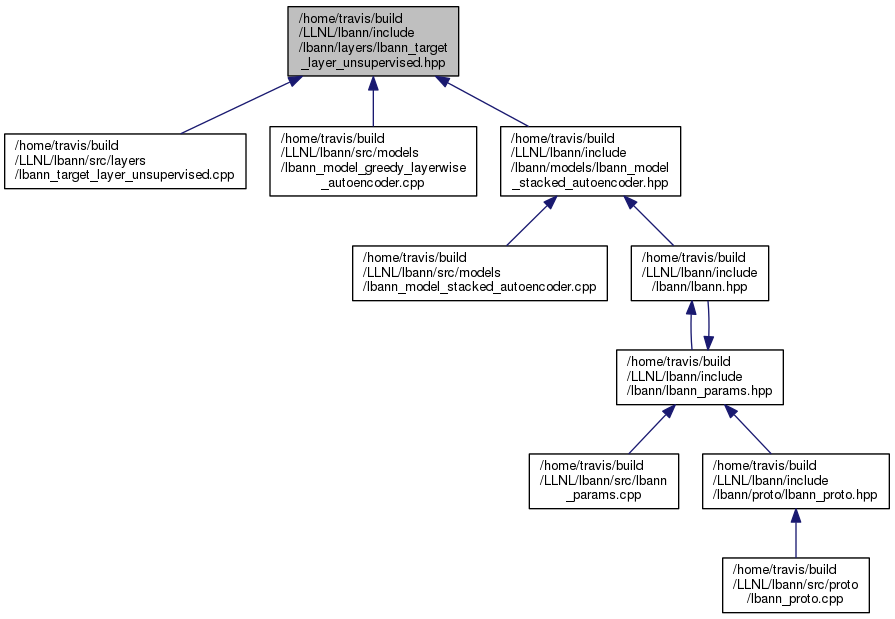 /home/travis/build
/LLNL/lbann/include
/lbann/layers/lbann_target
_layer_unsupervised.hpp
/home/travis/build
/LLNL/lbann/src/layers
/lbann_target_layer_unsupervised.cpp
/home/travis/build
/LLNL/lbann/src/models
/lbann_model_greedy_layerwise
_autoencoder.cpp
/home/travis/build
/LLNL/lbann/include
/lbann/models/lbann_model
_stacked_autoencoder.hpp
/home/travis/build
/LLNL/lbann/src/models
/lbann_model_stacked_autoencoder.cpp
/home/travis/build
/LLNL/lbann/include
/lbann/lbann.hpp
/home/travis/build
/LLNL/lbann/include
/lbann/lbann_params.hpp
/home/travis/build
/LLNL/lbann/src/lbann
_params.cpp
/home/travis/build
/LLNL/lbann/include
/lbann/proto/lbann_proto.hpp
/home/travis/build
/LLNL/lbann/src/proto
/lbann_proto.cpp